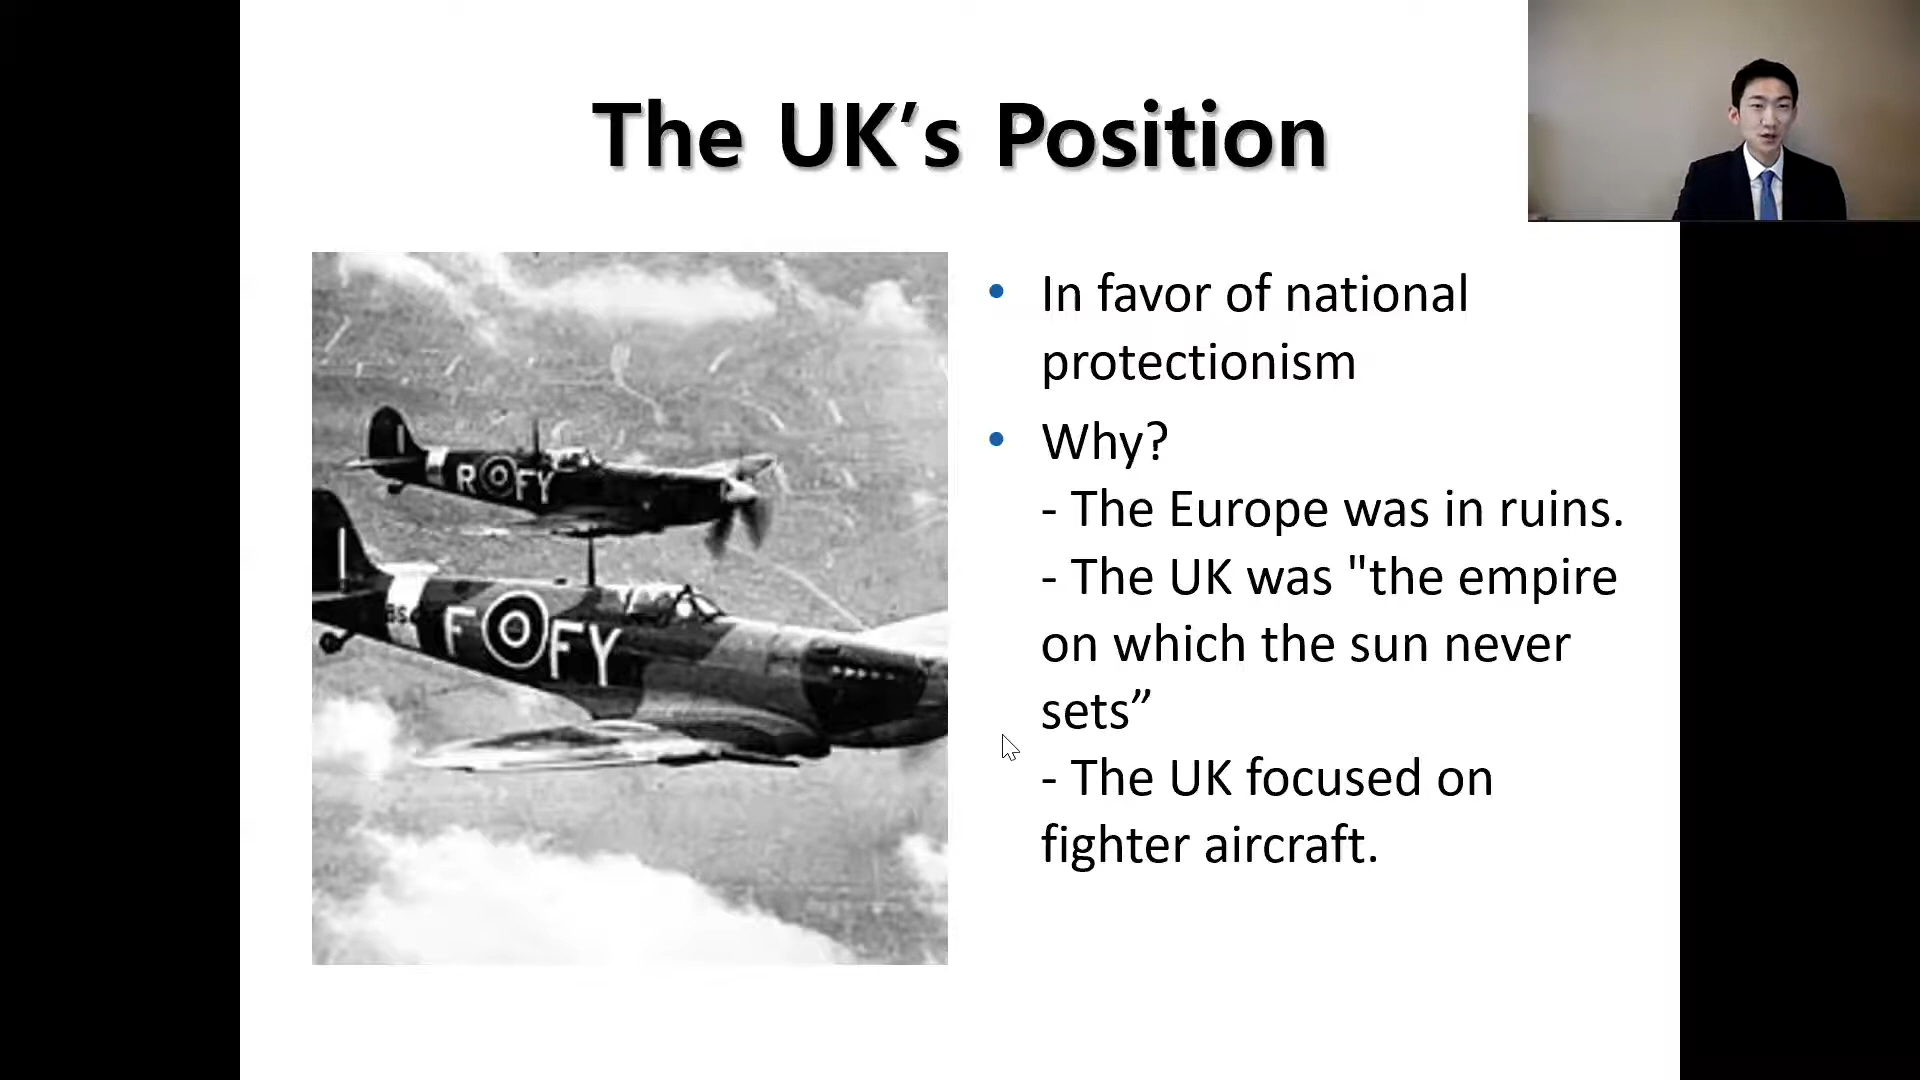 The UK’s Position
In favor of national
protectionism
Why?
- The Europe was in ruins.
- The UK was "the empire
on which the sun never
sets”
- The UK focused on
fighter aircraft.
R FY
F FY